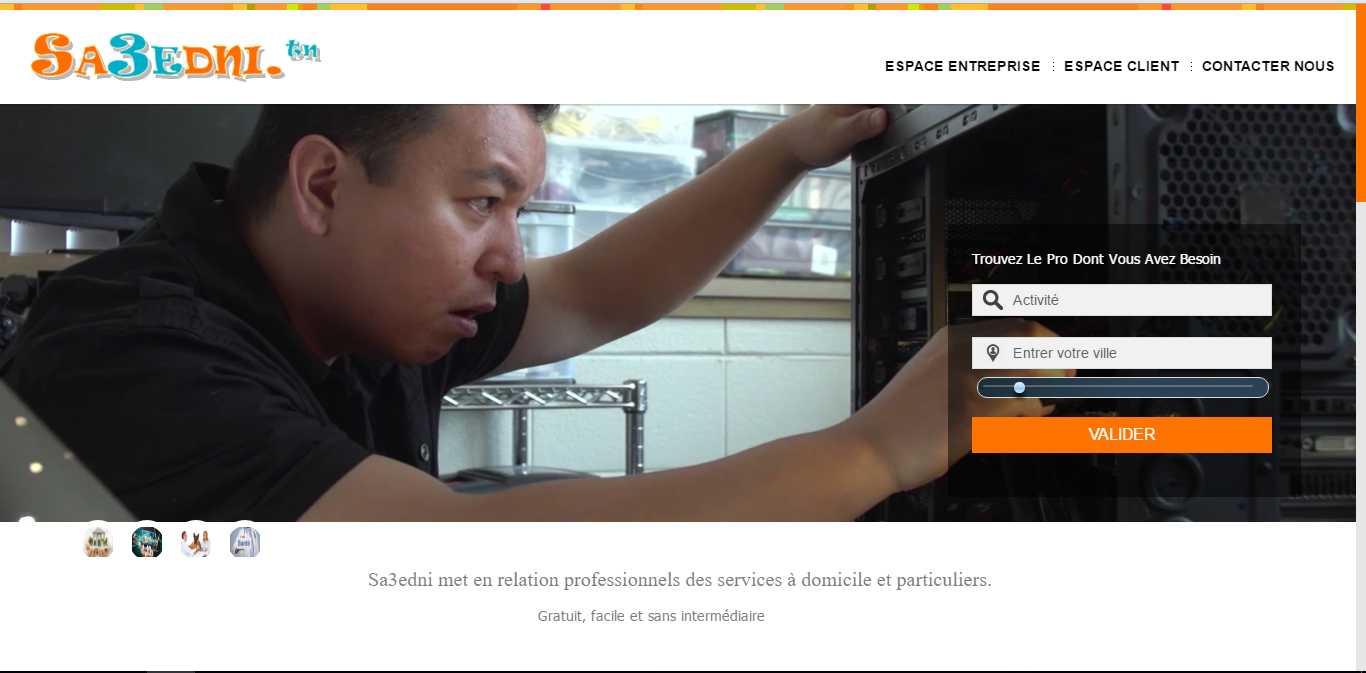 Sa3edni.tn
ESPACE ENTREPRISE
ESPACE CLIENT
CONTACTER NOUS
Trouvez Le Pro Dont Vous Avez Besoin
Activité
Entrer votre ville
VALIDER
Santé
Sa3edni met en relation professionnels des services à domicile et particuliers.
Gratuit, facile et sans intermédiaire